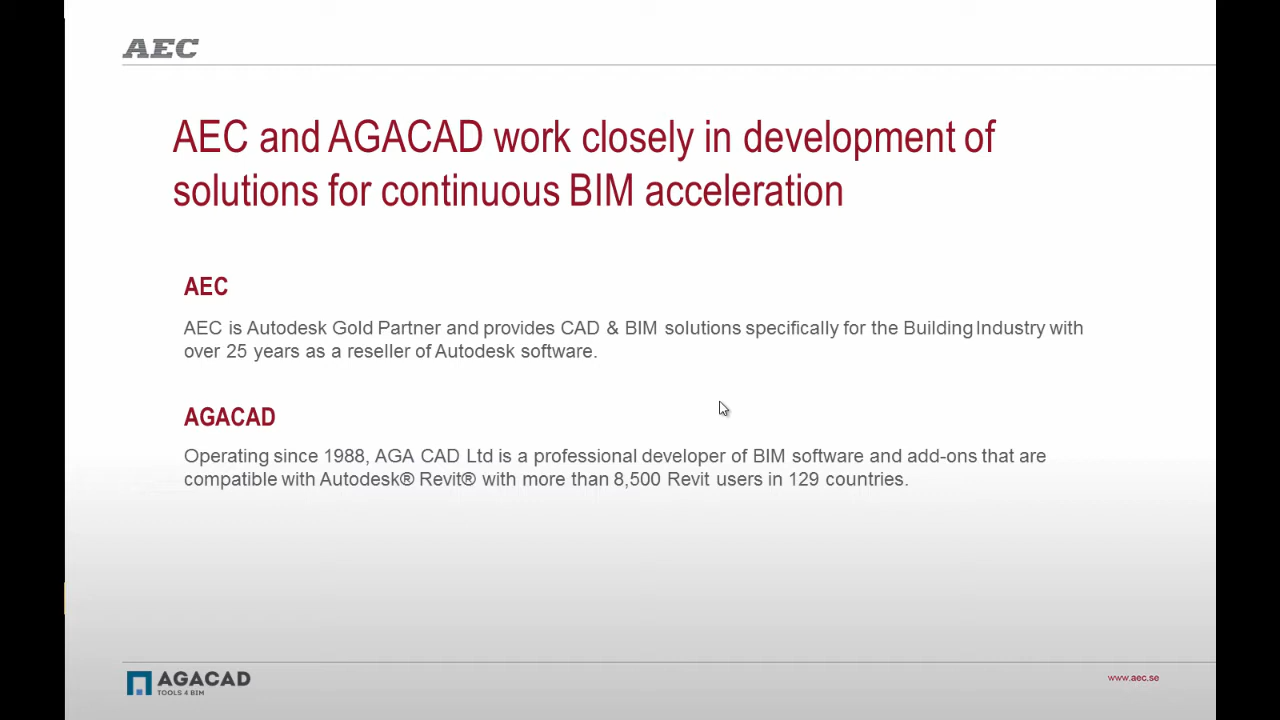 AEC
AEC and AGACAD work closely in development of
solutions for continuous BIM acceleration
AEC
AEC is Autodesk Gold Partner and provides CAD & BIM solutions specifically for the Building Industry with
over 25 years as a reseller of Autodesk software.
AGACAD
Operating since 1988, AGA CAD Ltd is a professional developer of BIM software and add-ons that are
compatible with Autodesk® Revit® with more than 8,500 Revit users in 129 countries.
AGACAD
TOOLS 4 BIM
www.aec.se